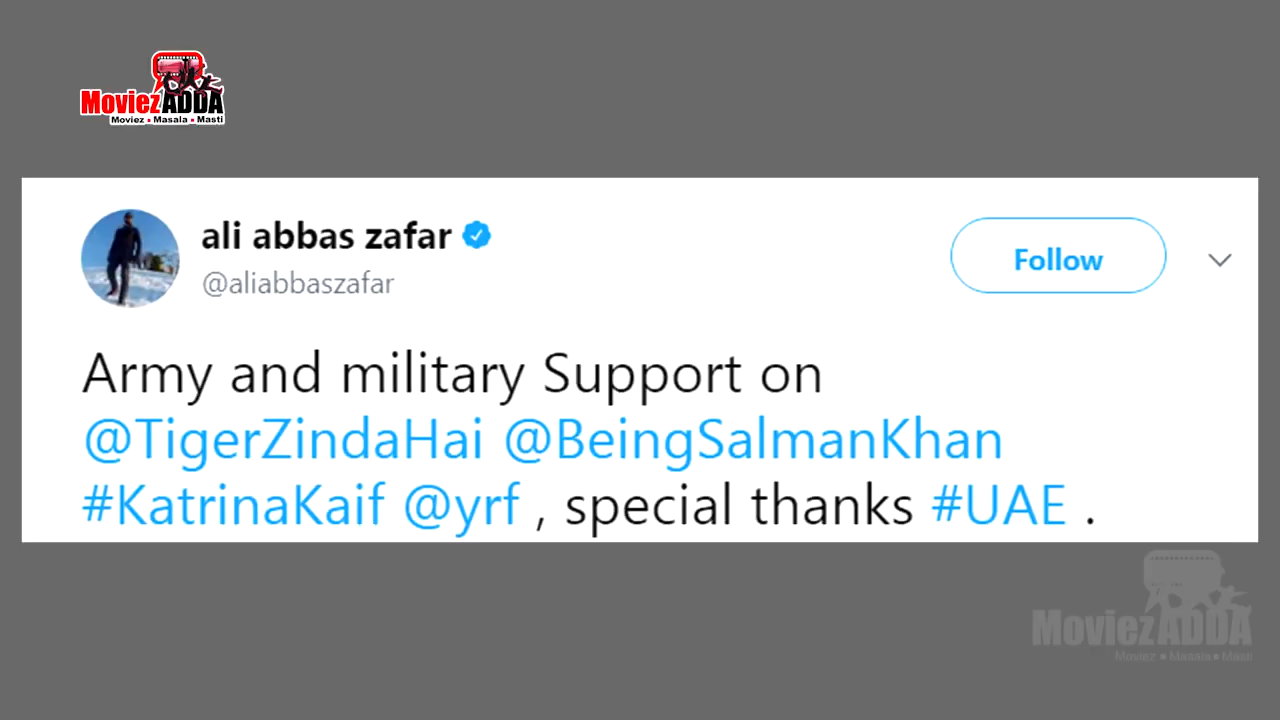 MoviezADDA
Moviez ▪ Masala ▪ Masti
ali abbas zafar
@aliabbaszafar
Follow
Army and military Support on
@TigerZindaHai @BeingSalmanKhan
#KatrinaKaif @yrf , special thanks #UAE .
MoviezADDA
Moviez ▪ Masala ▪ Masti